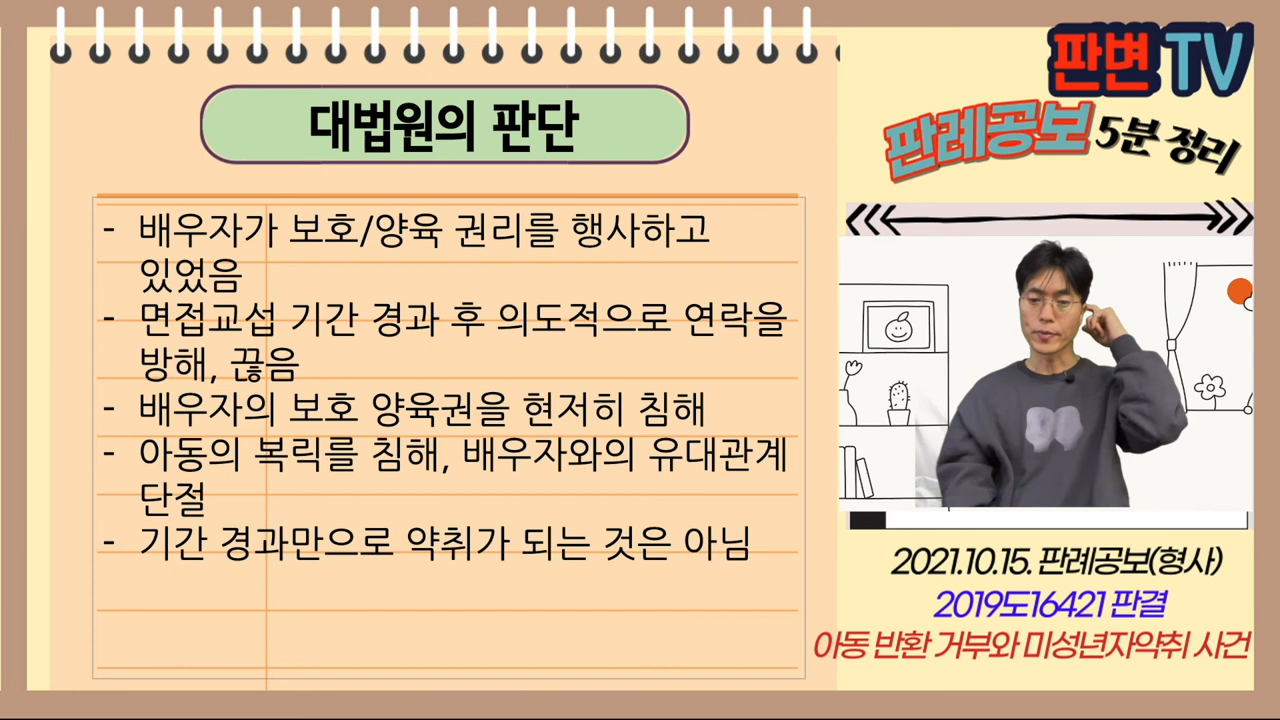 대법원의 판단
- 배우자가 보호/양육 권리를 행사하고
있었음
- 면접교섭 기간 경과 후 의도적으로 연락을
방해, 끊음
- 배우자의 보호 양육권을 현저히 침해
- 아동의 복릭를 침해, 배우자와의 유대관계
단절
- 기간 경과만으로 약취가 되는 것은 아님
판변 TV
판례공보 5분 정리
2021.10.15. 판례공보(형사)
2019도16421 판결
아동 반환 거부와 미성년자약취 사건